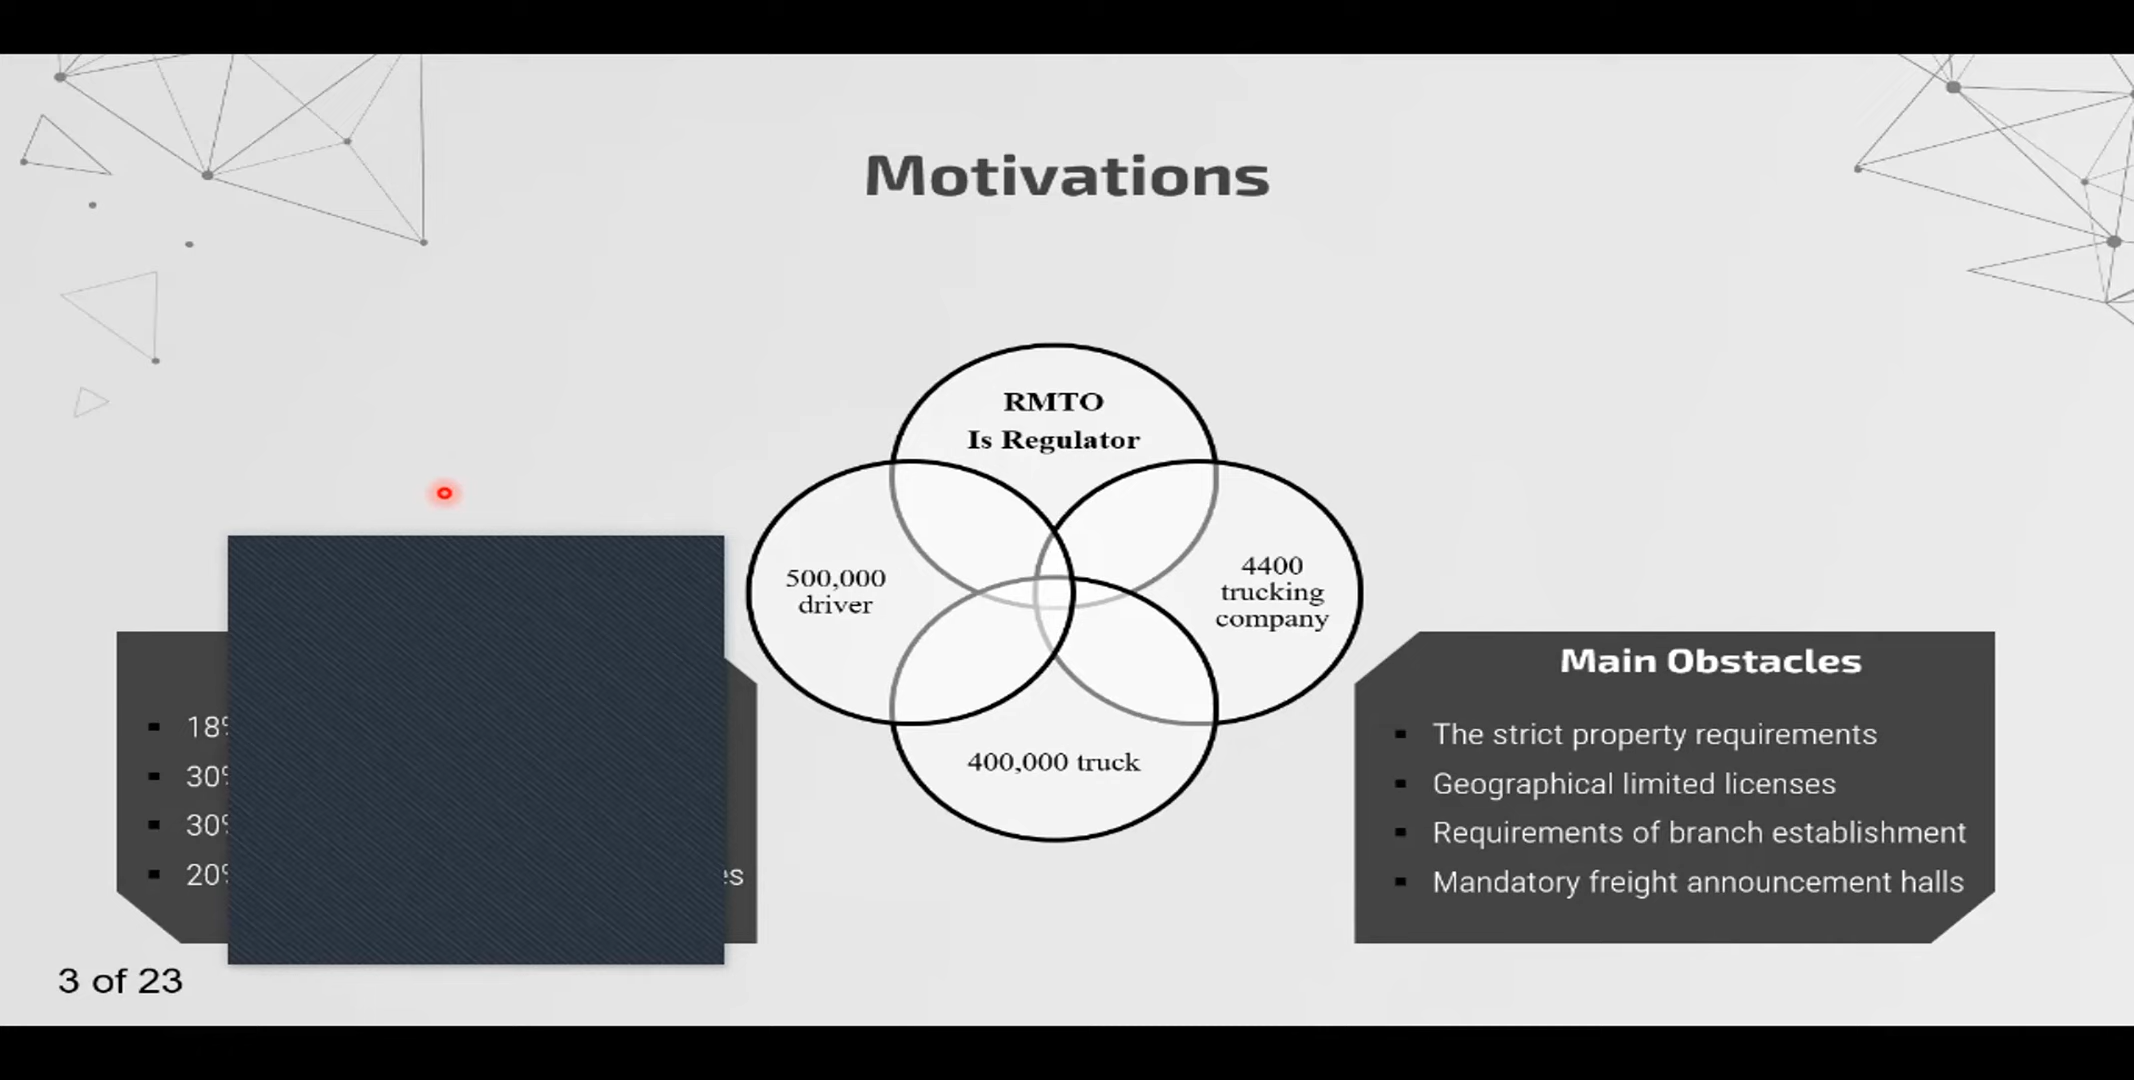 Motivations
RMTO
Is Regulator
500,000
driver
4400
trucking
company
400,000 truck
18%
30%
30%
20%
Main Obstacles
The strict property requirements
Geographical limited licenses
Requirements of branch establishment
Mandatory freight announcement halls
3 of 23